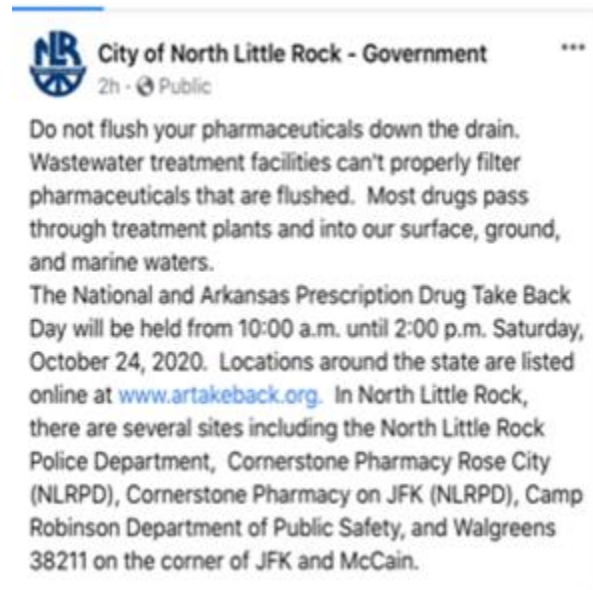 NLR
City of North Little Rock - Government
2h · Public
Do not flush your pharmaceuticals down the drain.
Wastewater treatment facilities can't properly filter
pharmaceuticals that are flushed. Most drugs pass
through treatment plants and into our surface, ground,
and marine waters.
The National and Arkansas Prescription Drug Take Back
Day will be held from 10:00 a.m. until 2:00 p.m. Saturday,
October 24, 2020. Locations around the state are listed
online at www.artakeback.org. In North Little Rock,
there are several sites including the North Little Rock
Police Department, Cornerstone Pharmacy Rose City
(NLRPD), Cornerstone Pharmacy on JFK (NLRPD), Camp
Robinson Department of Public Safety, and Walgreens
38211 on the corner of JFK and McCain.